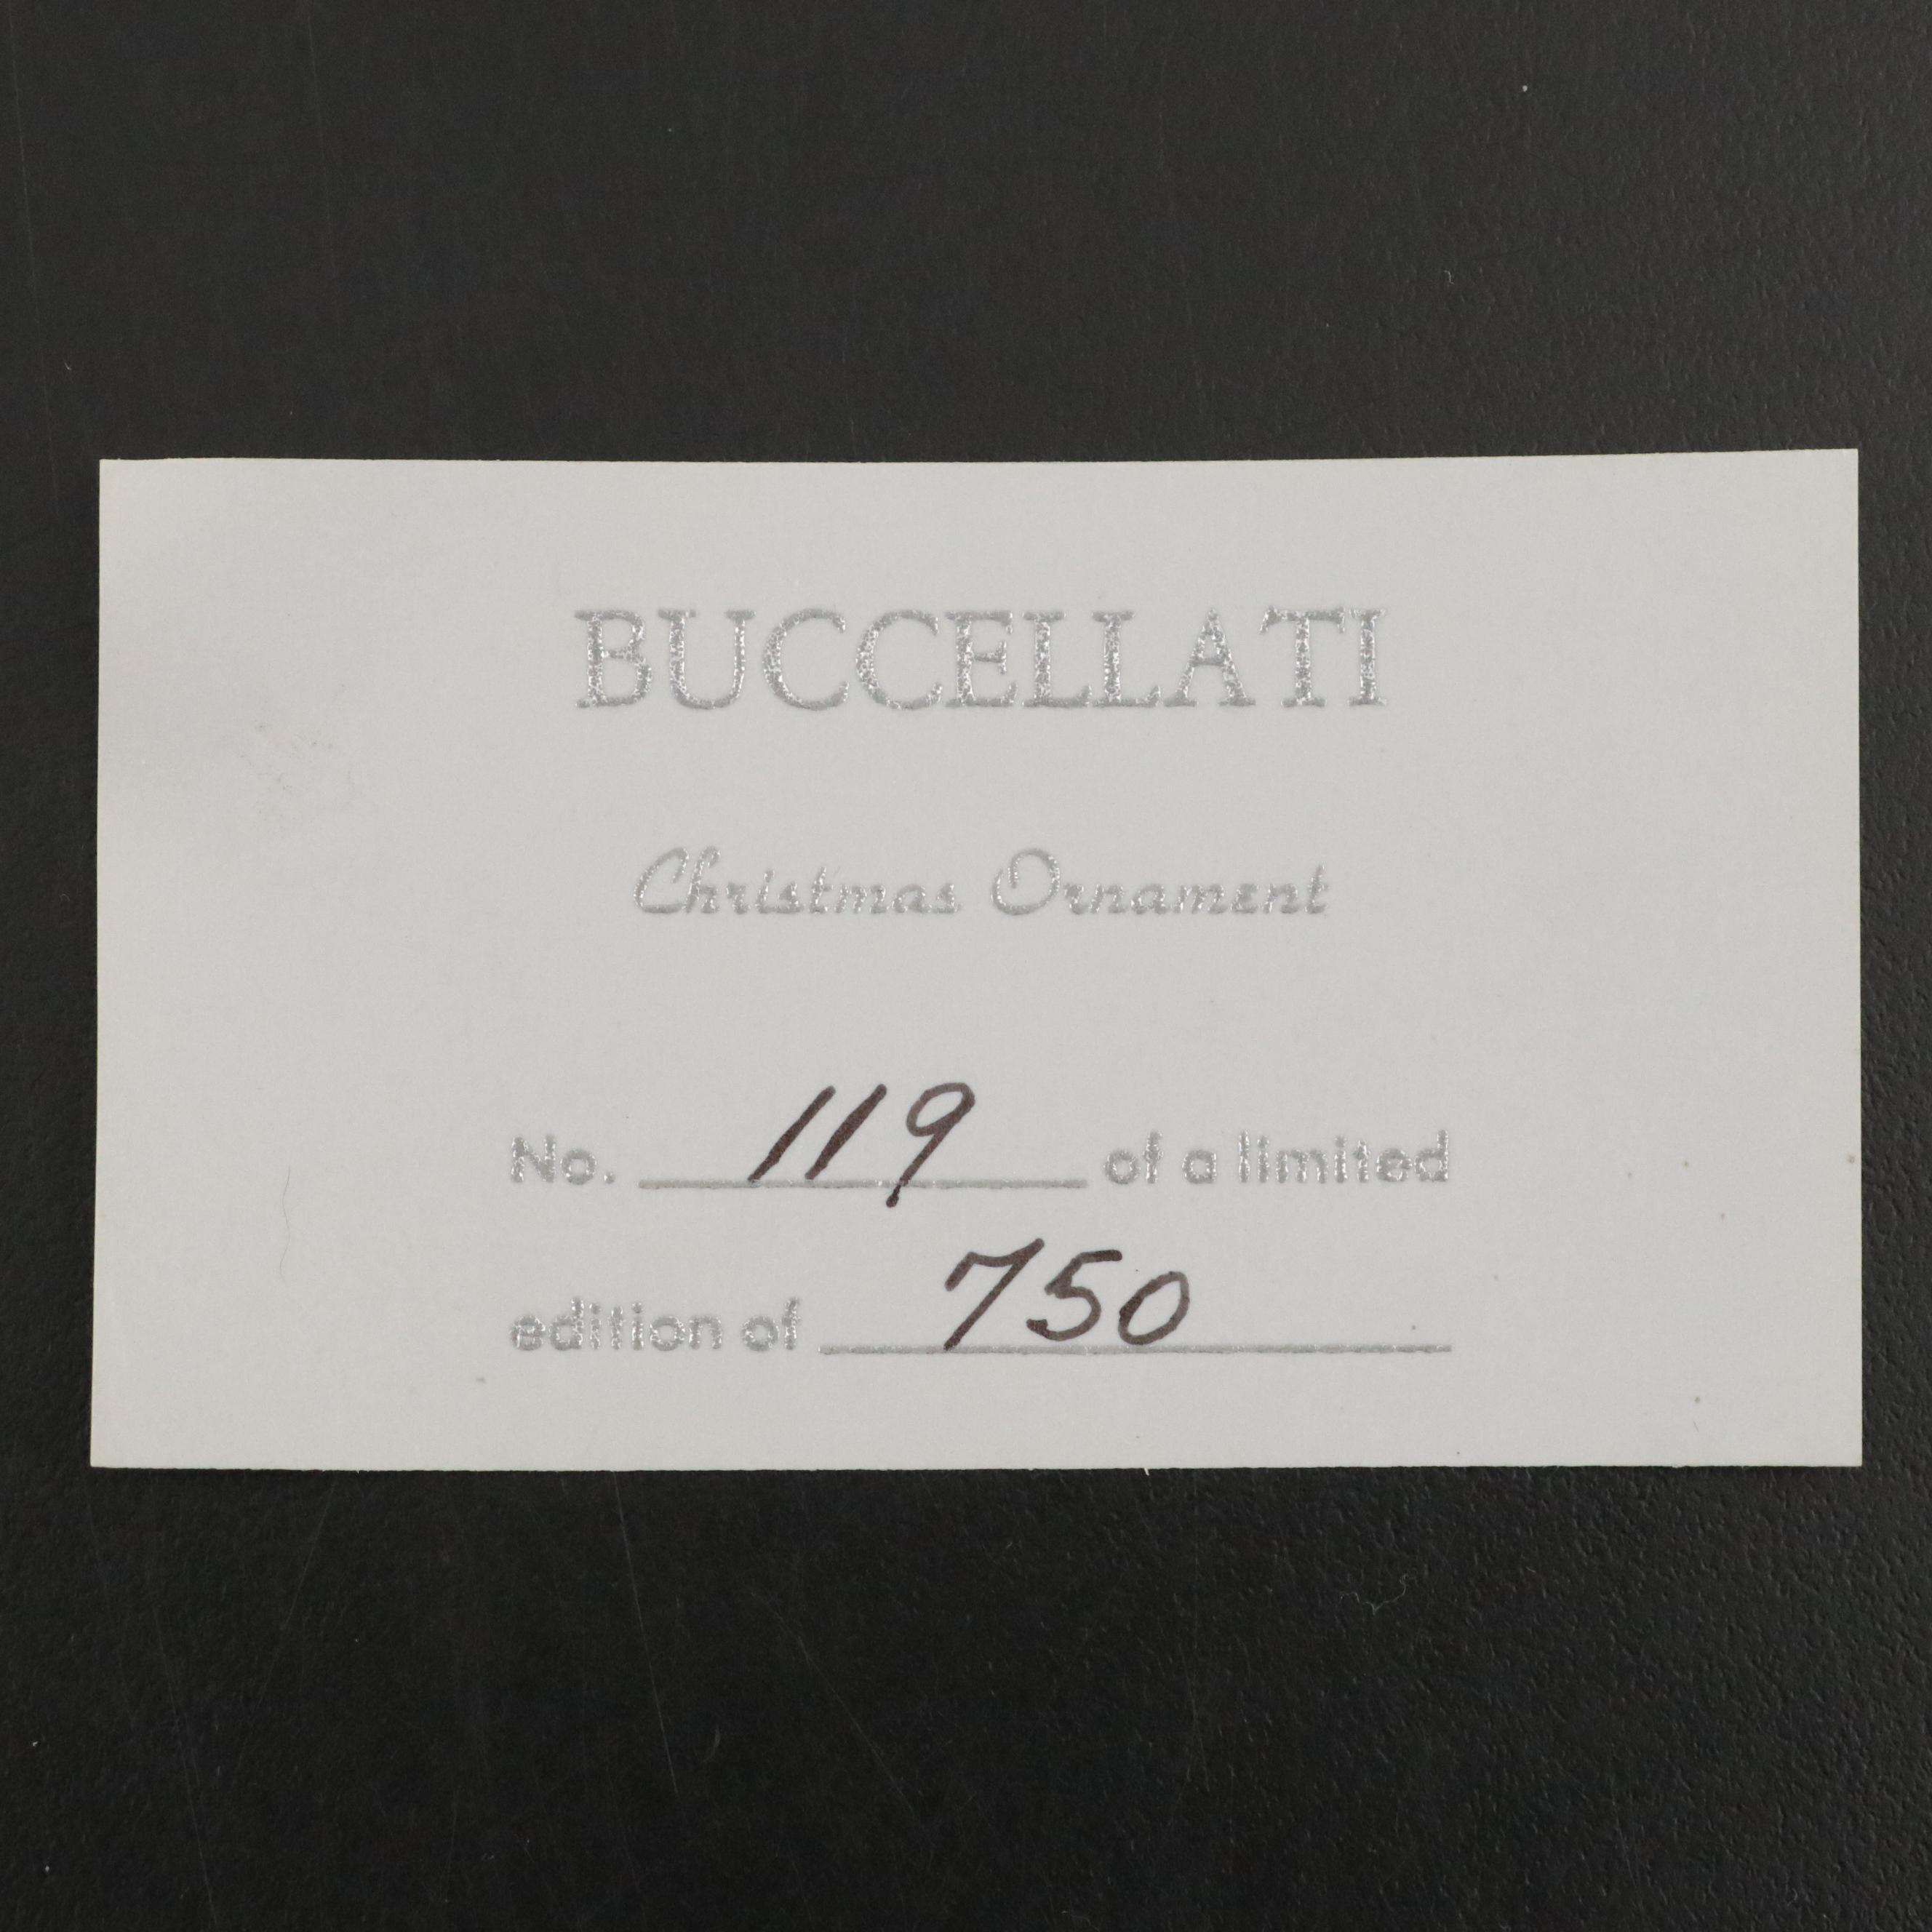 BUCCELLATI
Christmas Ornament
No. 119 of a limited
edition of 750